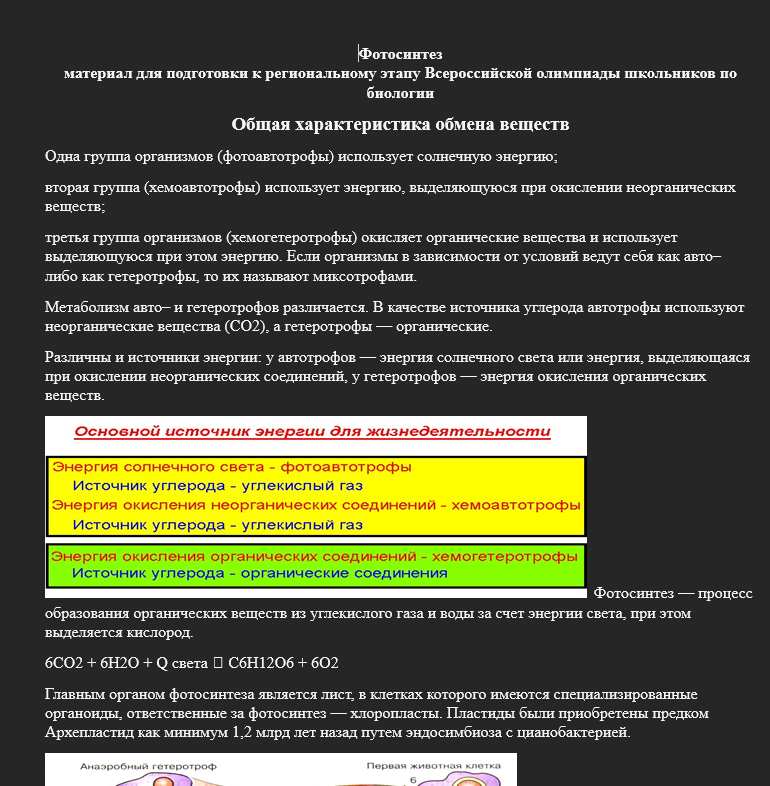 Фотосинтез
материал для подготовки к региональному этапу Всероссийской олимпиады школьников по
биологии
Общая характеристика обмена веществ
Одна группа организмов (фотоавтотрофы) использует солнечную энергию;
вторая группа (хемоавтотрофы) использует энергию, выделяющуюся при окислении неорганических
веществ;
третья группа организмов (хемогетеротрофы) окисляет органические вещества и использует
выделяющуюся при этом энергию. Если организмы в зависимости от условий ведут себя как авто–
либо как гетеротрофы, то их называют миксотрофами.
Метаболизм авто– и гетеротрофов различается. В качестве источника углерода автотрофы используют
неорганические вещества (СО2), а гетеротрофы — органические.
Различны и источники энергии: у автотрофов — энергия солнечного света или энергия, выделяющаяся
при окислении неорганических соединений, у гетеротрофов — энергия окисления органических
веществ.
Основной источник энергии для жизнедеятельности
Энергия солнечного света - фотоавтотрофы
Источник углерода - углекислый газ
Энергия окисления неорганических соединений - хемоавтотрофы
Источник углерода - углекислый газ
Энергия окисления органических соединений - хемогетеротрофы
Источник углерода - органические соединения
Фотосинтез — процесс
образования органических веществ из углекислого газа и воды за счет энергии света, при этом
выделяется кислород.
6СО2 + 6Н2О + Q света  С6Н12О6 + 6О2
Главным органом фотосинтеза является лист, в клетках которого имеются специализированные
органоиды, ответственные за фотосинтез — хлоропласты. Пластиды были приобретены предком
Архепластид как минимум 1,2 млрд лет назад путем эндосимбиоза с цианобактерией.
Анаэробный гетеротроф
Первая животная клетка
6